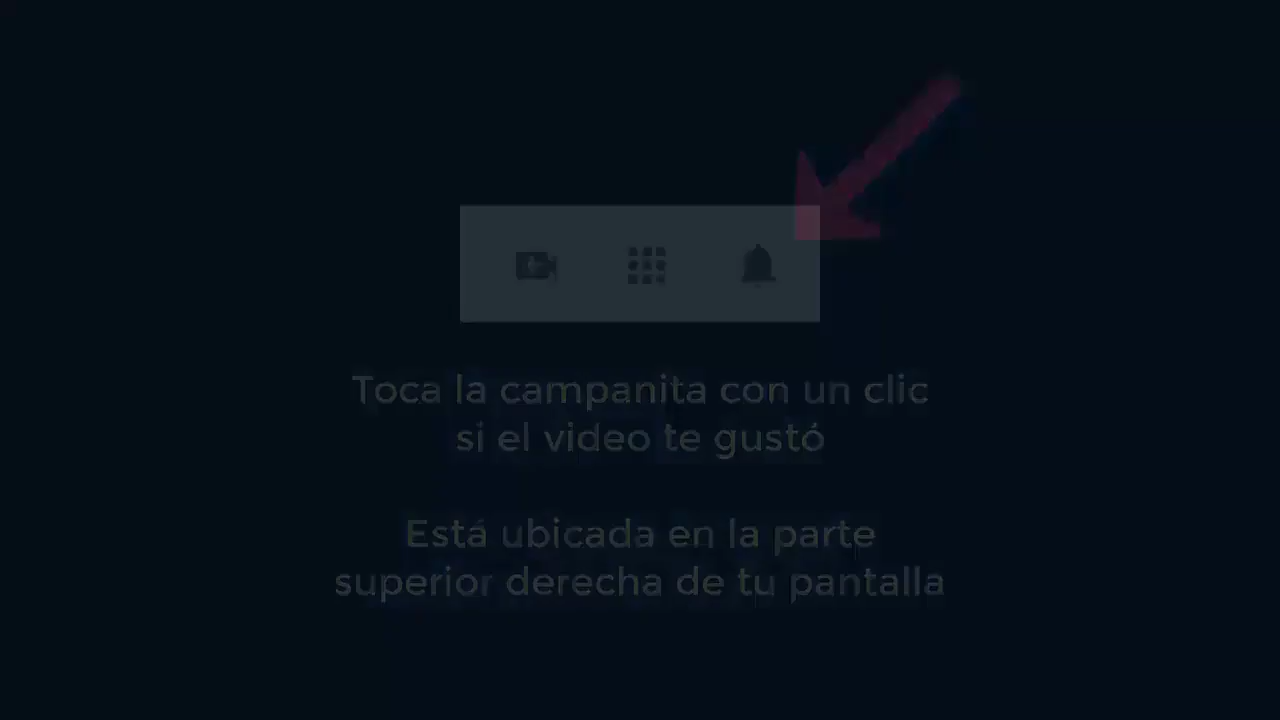 Toca la campanita con un clic
si el video te gustó
Está ubicada en la parte
superior derecha de tu pantalla